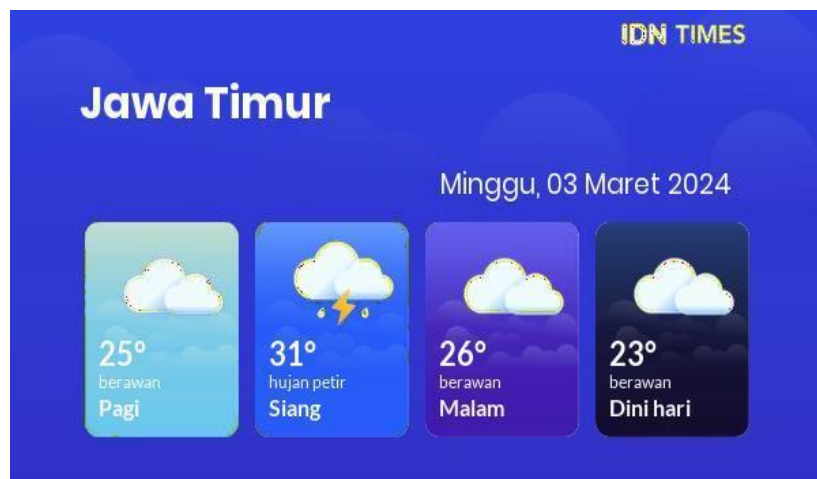 IDN TIMES
Jawa Timur
Minggu, 03 Maret 2024
25°
berawan
Pagi
31°
hujan petir
Siang
26°
berawan
Malam
23°
berawan
Dini hari